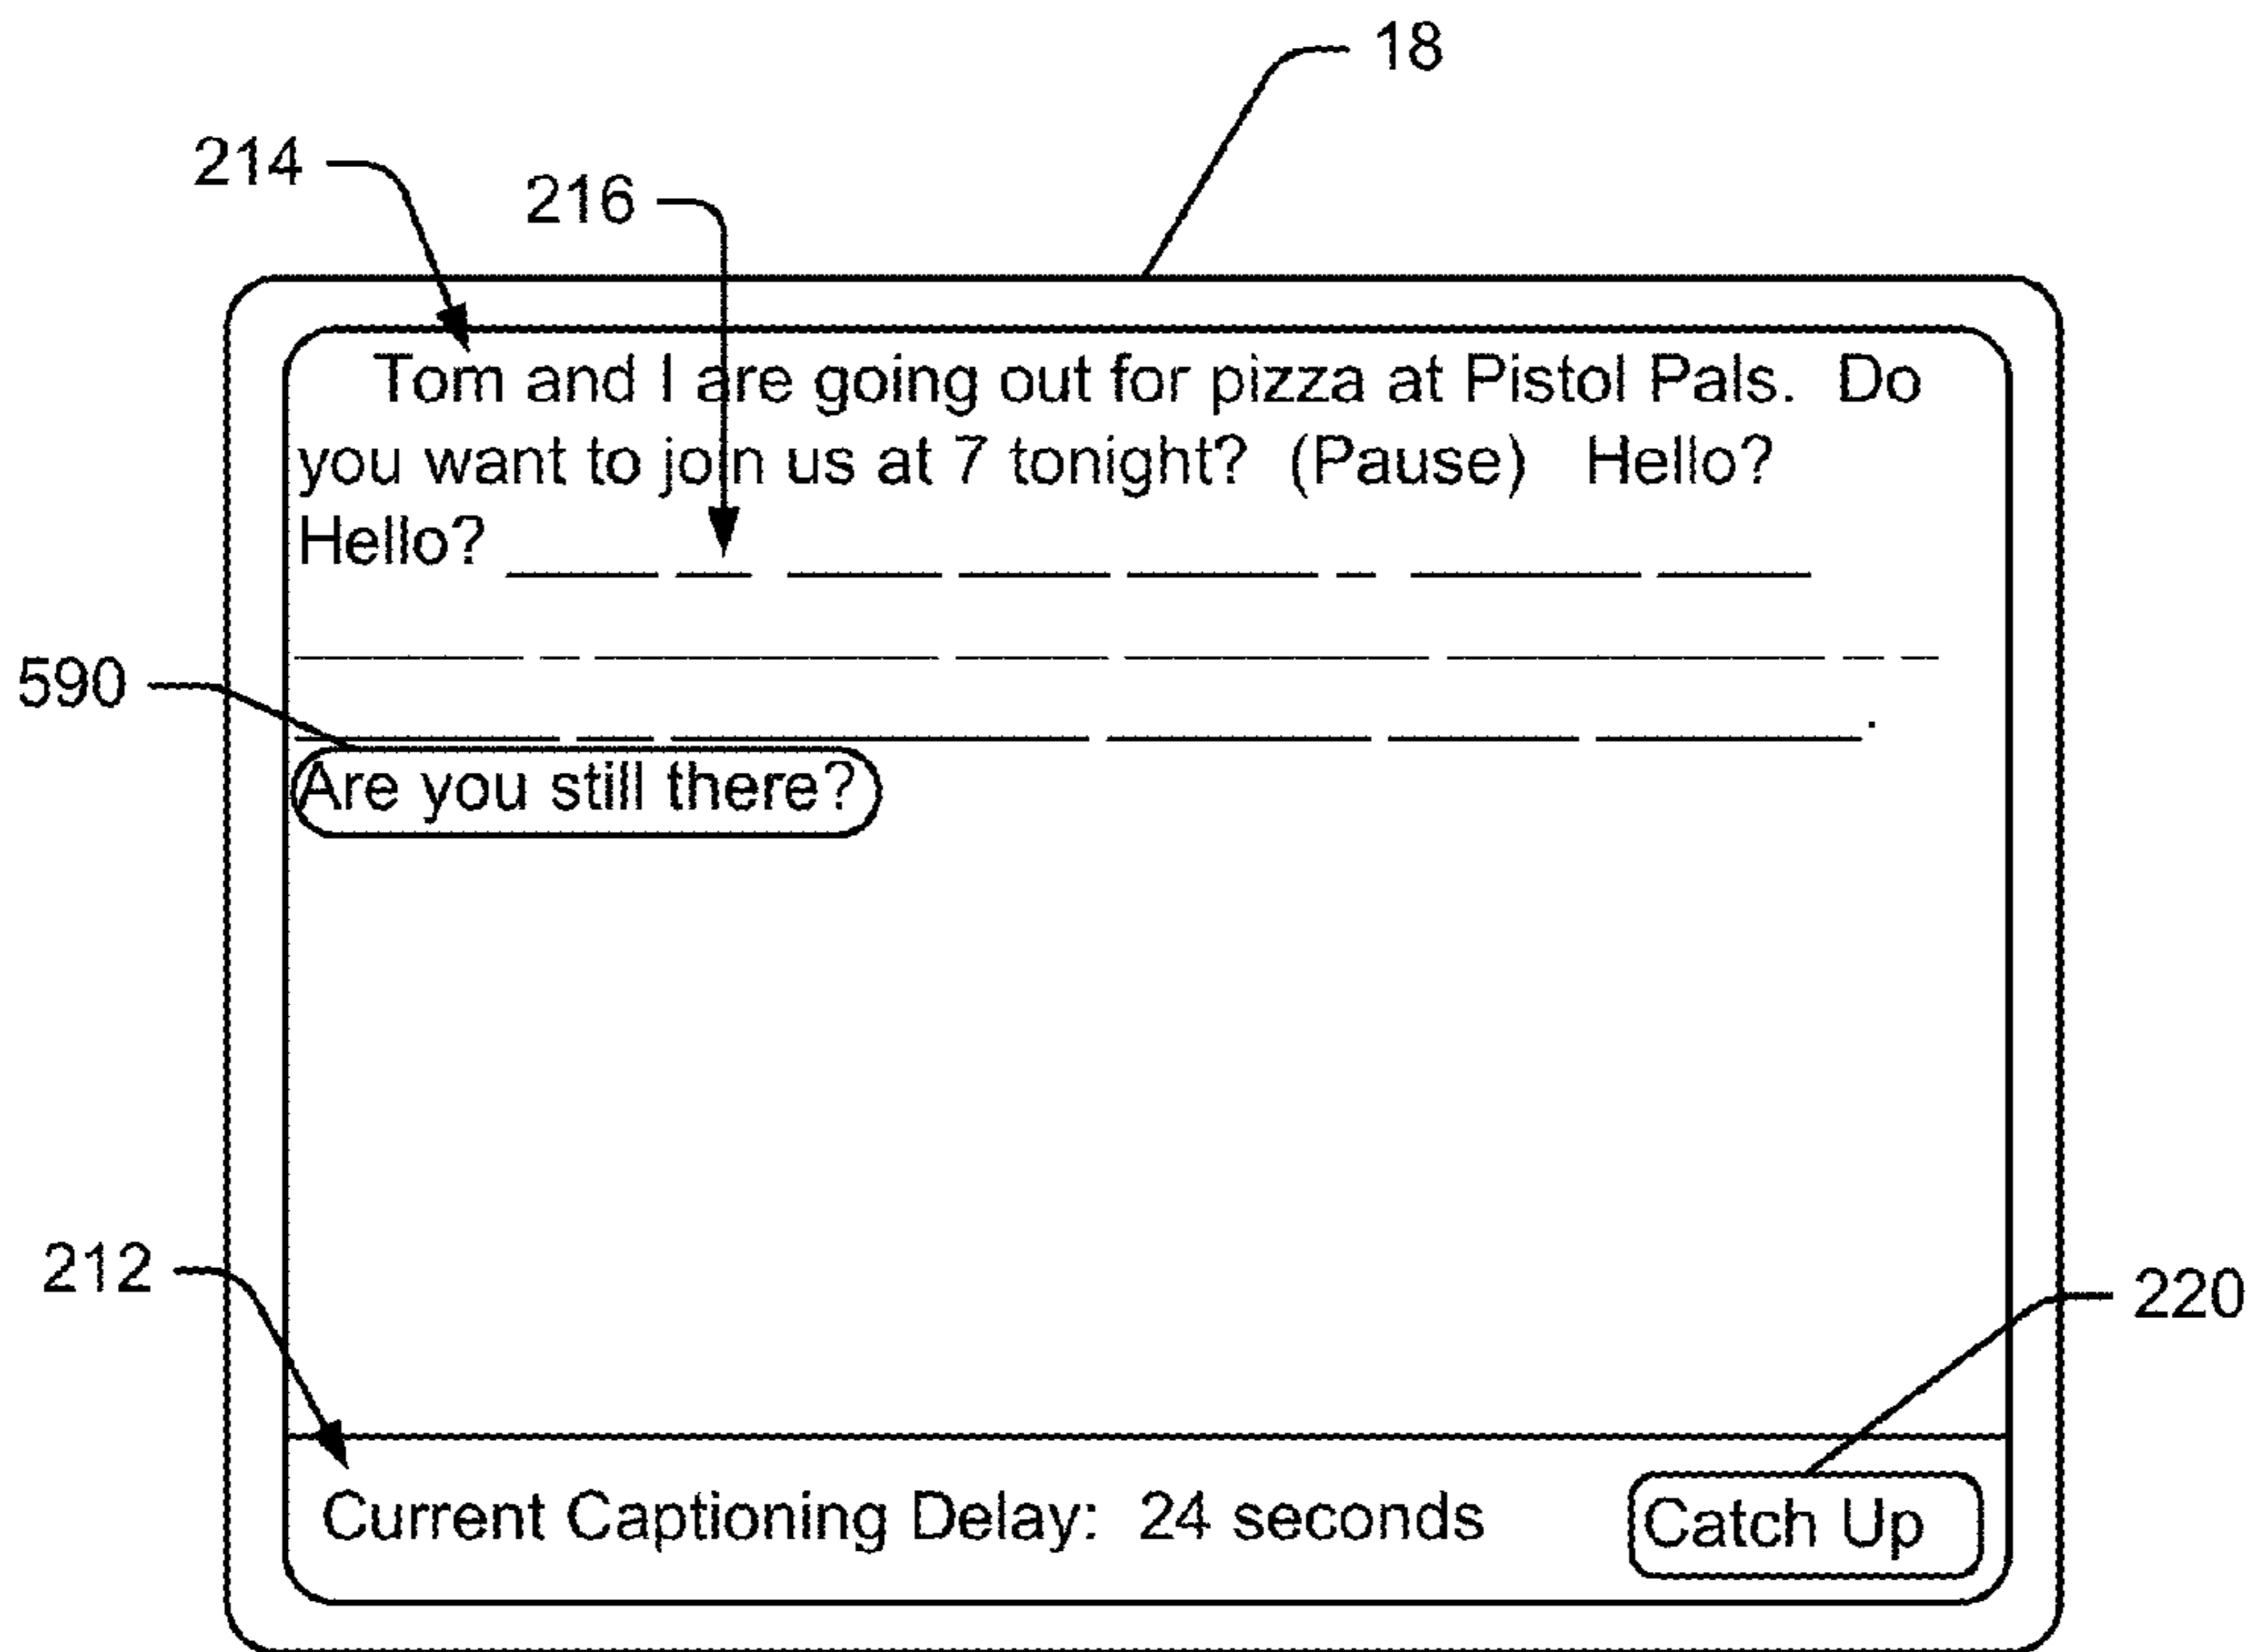 18
214
216
Tom and I are going out for pizza at Pistol Pals. Do
you want to join us at 7 tonight? (Pause) Hello?
Hello?
590
Are you still there?
212
220
Current Captioning Delay: 24 seconds
Catch Up